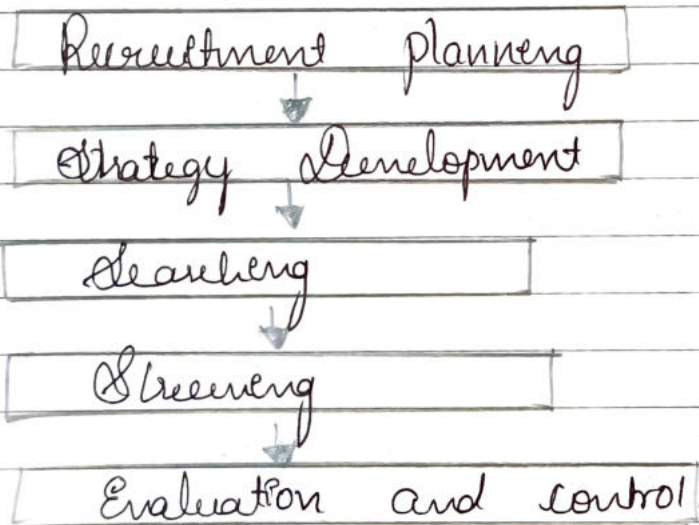 Recruitment planning
Strategy Development
Searching
Screening
Evaluation and control